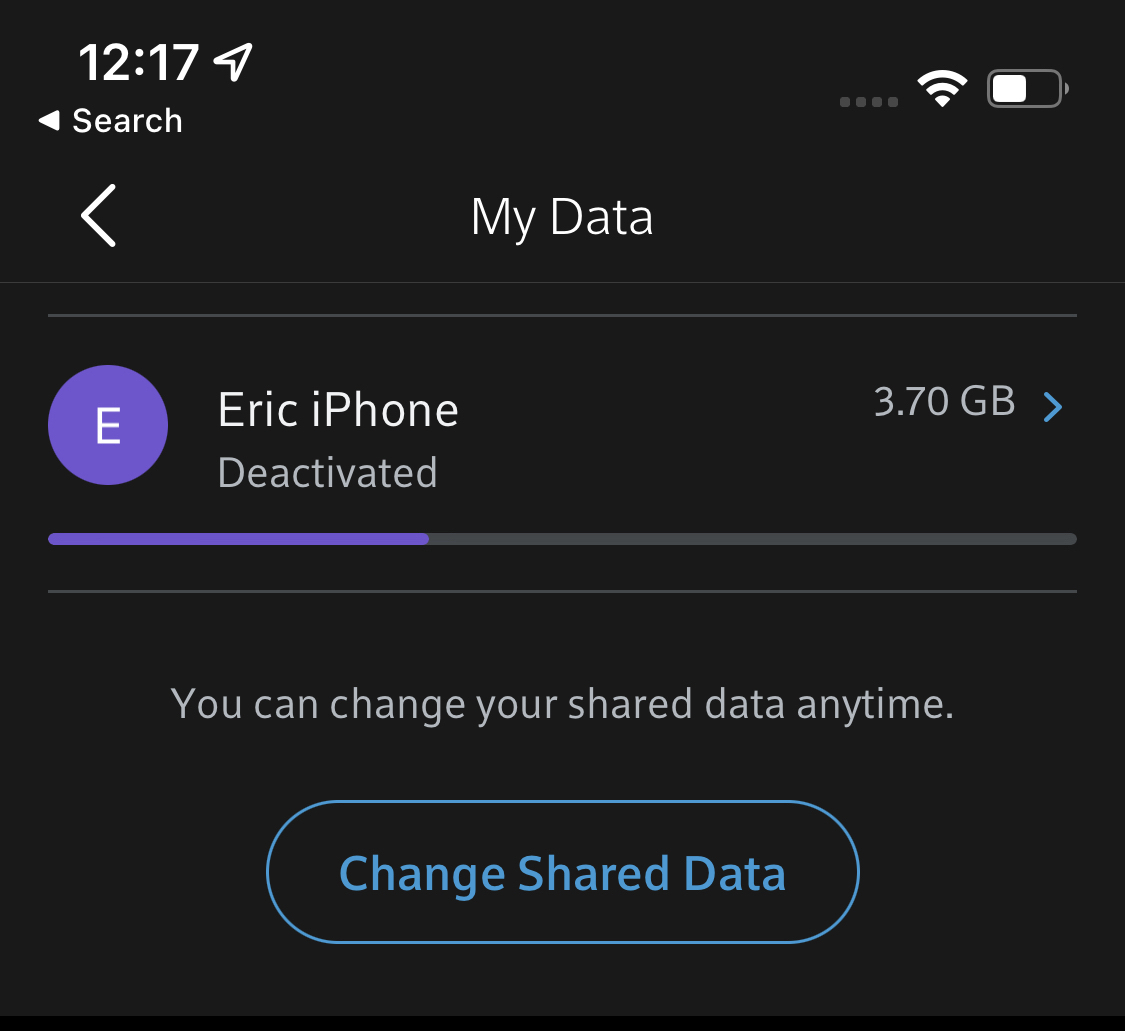 12:17
Search
My Data
E
Eric iPhone
3.70 GB
Deactivated
You can change your shared data anytime.
Change Shared Data